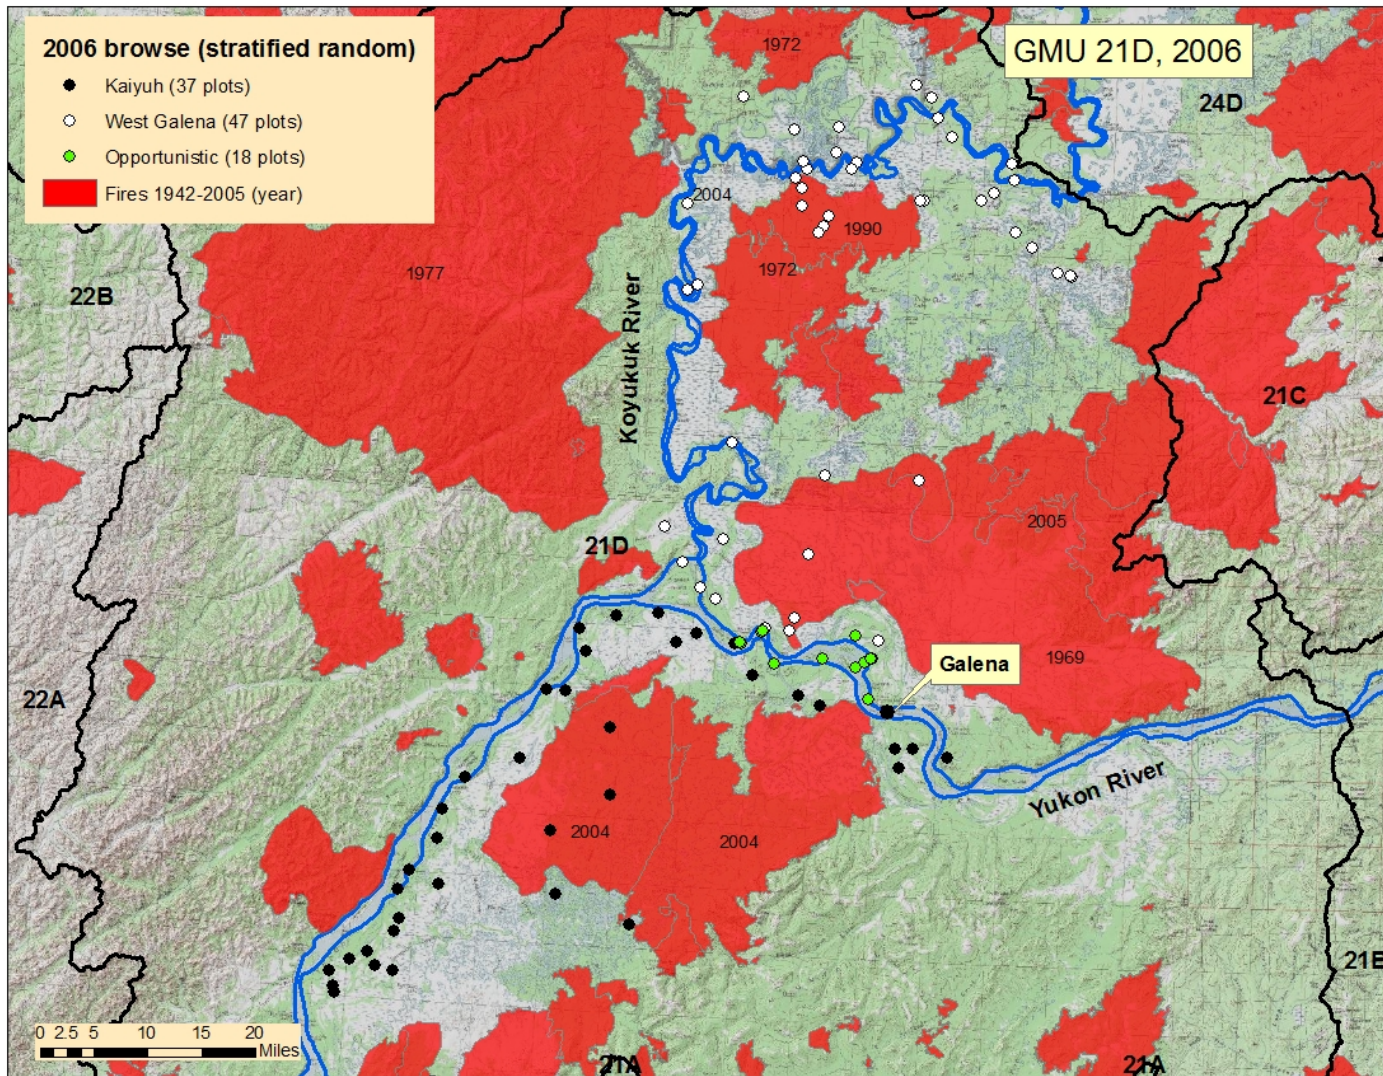 2006 browse (stratified random)
Kaiyuh (37 plots)
West Galena (47 plots)
Opportunistic (18 plots)
Fires 1942-2005 (year)
GMU 21D, 2006
1972
24D
2004
1990
1977
1972
22B
Koyukuk River
21C
2005
21D
Galena
1969
22A
Yukon River
2004
2004
21E
0 2.5 5 10 15 20
Miles
21A
21A